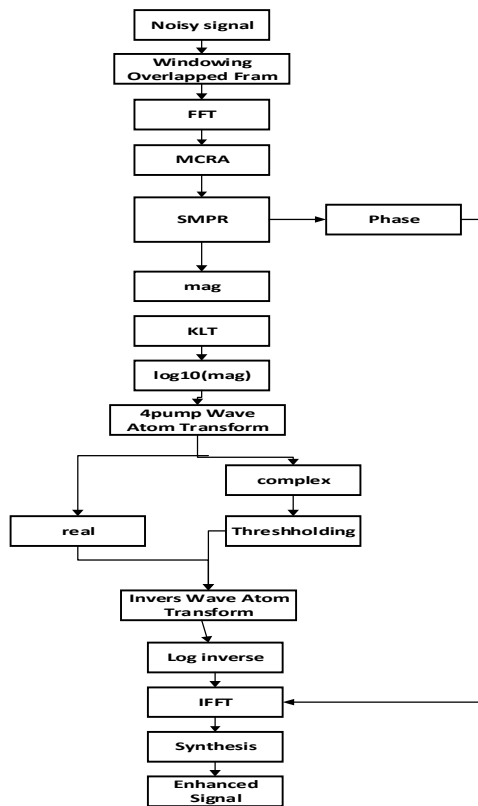 Noisy signal
Windowing
Overlapped Fram
FFT
MCRA
SMPR
Phase
mag
KLT
log10(mag)
4pump Wave
Atom Transform
complex
real
Threshholding
Invers Wave Atom
Transform
Log inverse
IFFT
Synthesis
Enhanced
Signal